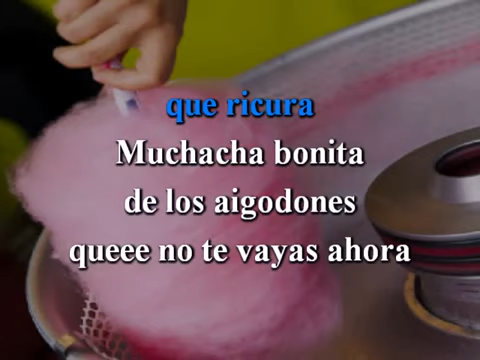 que ricura
Muchacha bonita
de los aigodones
queee no te vayas ahora